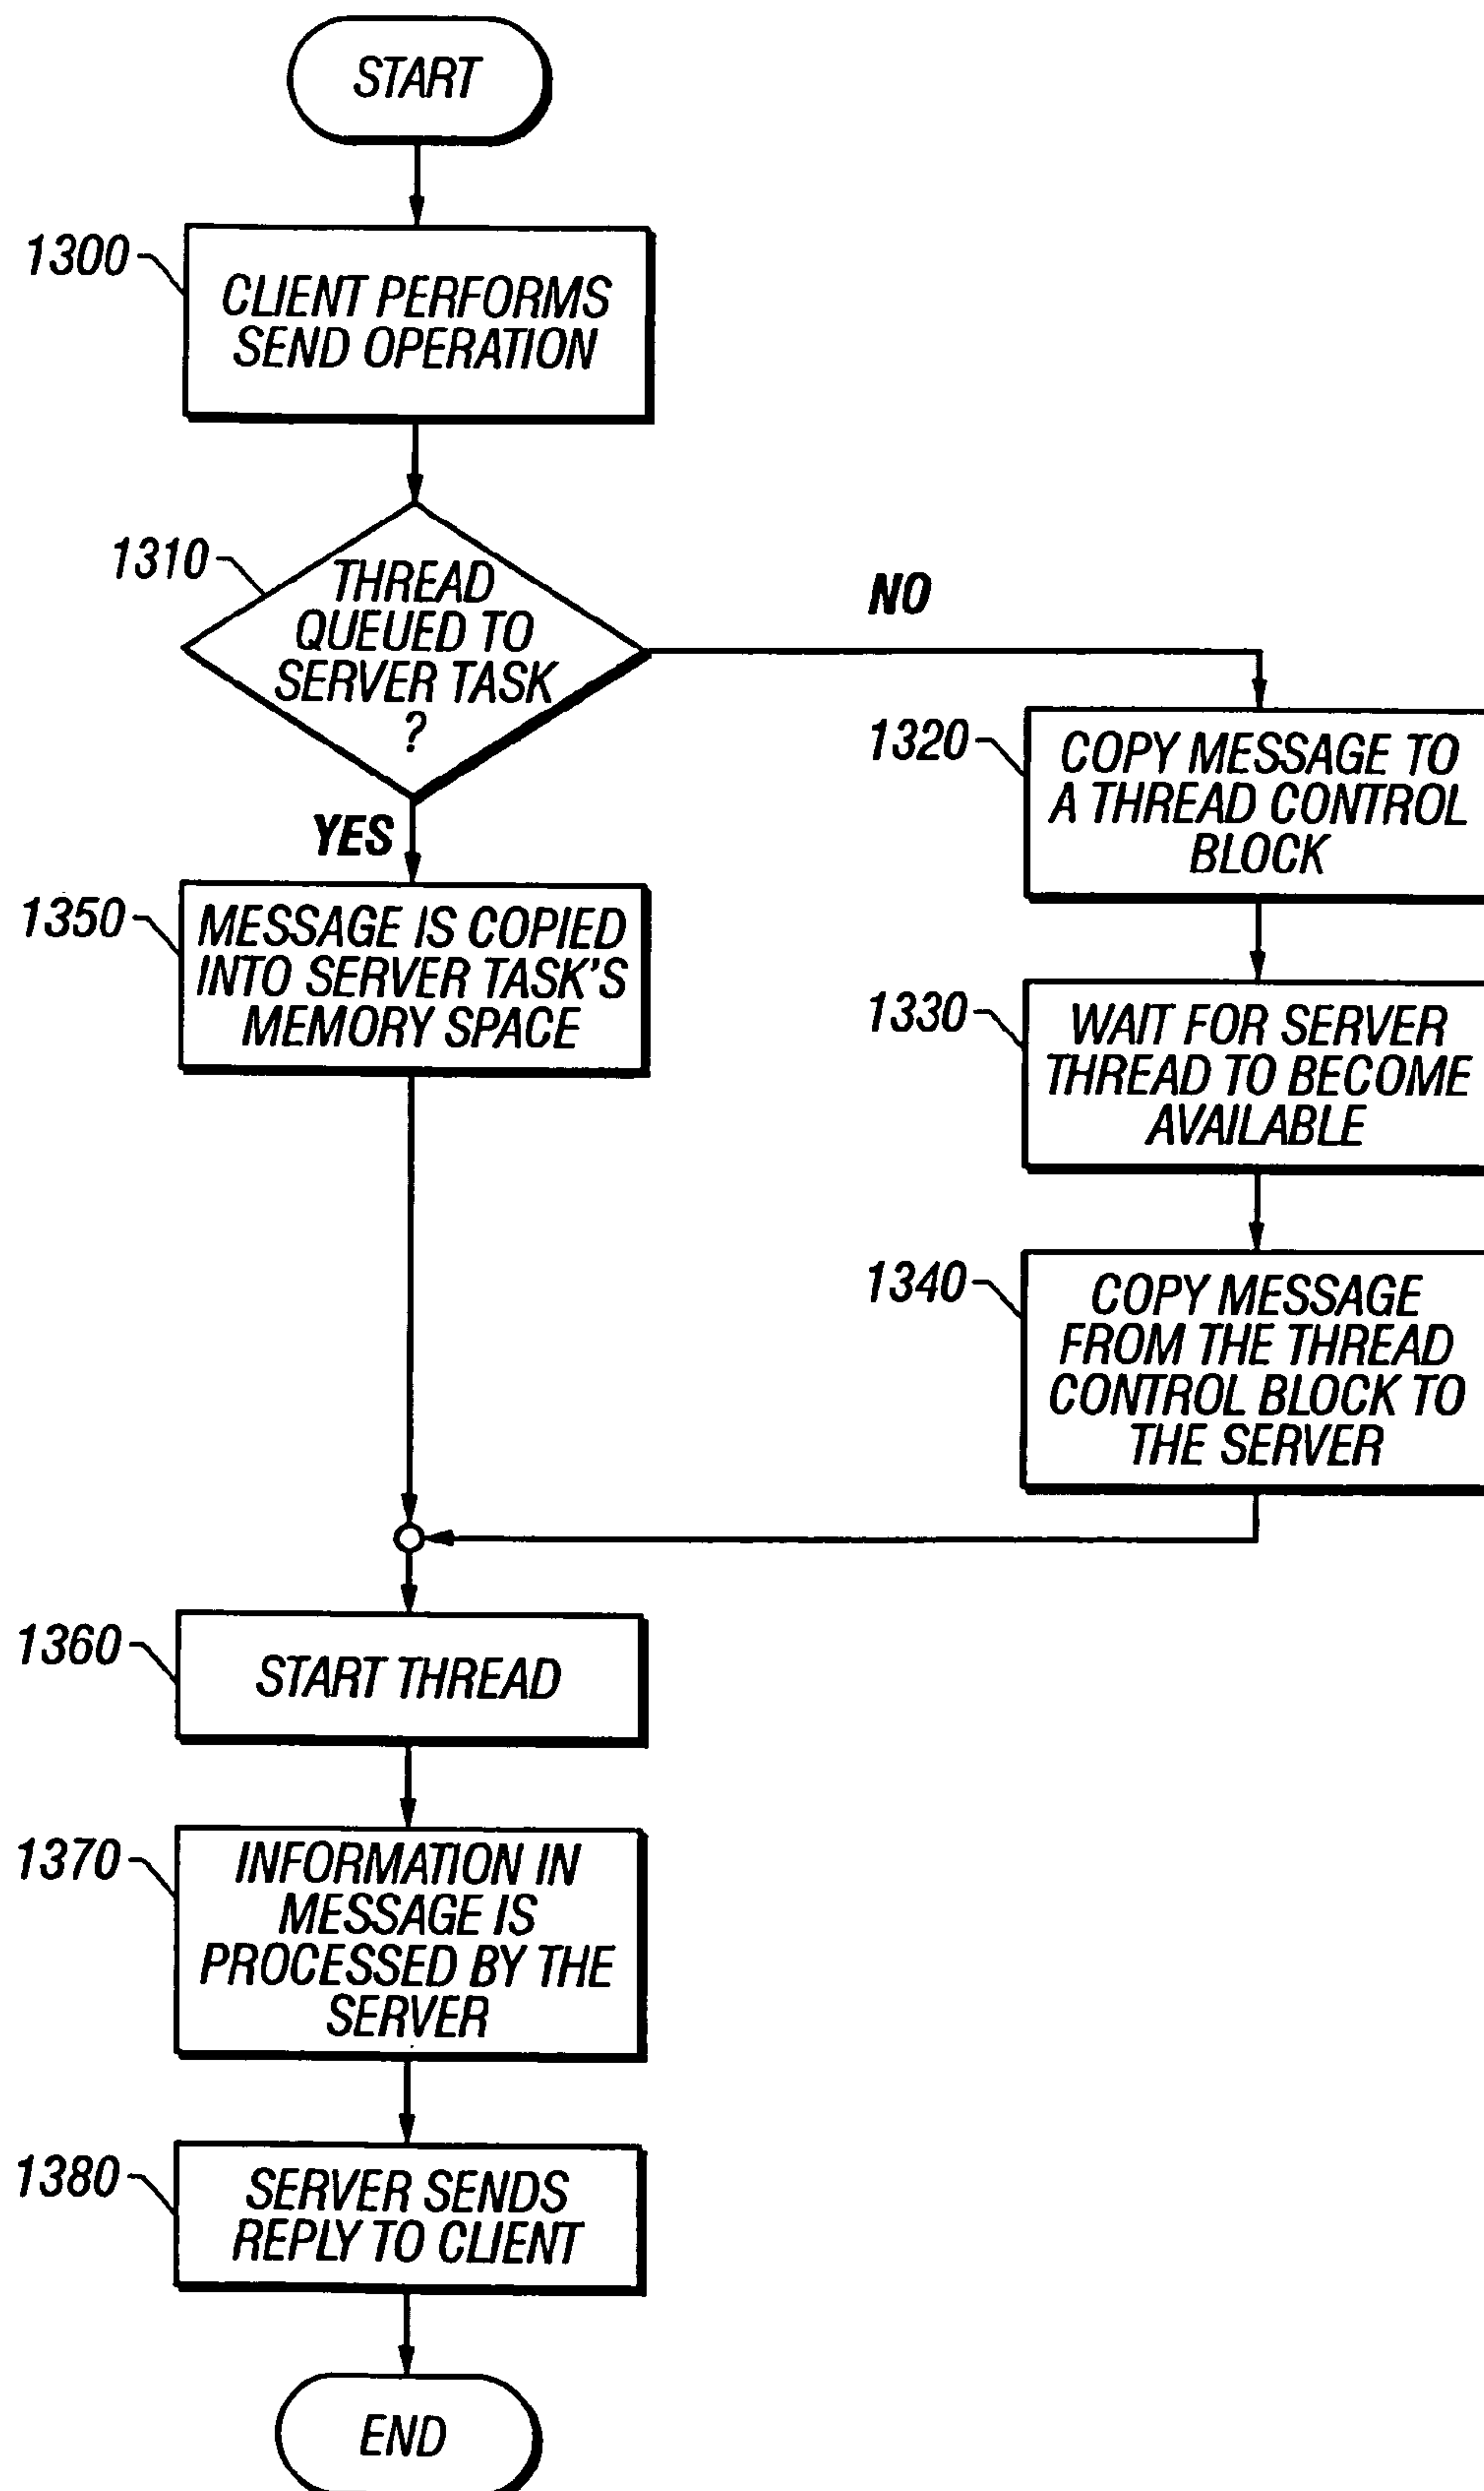 START
1300
CLIENT PERFORMS
SEND OPERATION
1310
THREAD
QUEUED TO
SERVER TASK
?
NO
YES
1320
COPY MESSAGE TO
A THREAD CONTROL
BLOCK
1350
MESSAGE IS COPIED
INTO SERVER TASK'S
MEMORY SPACE
1330
WAIT FOR SERVER
THREAD TO BECOME
AVAILABLE
1340
COPY MESSAGE
FROM THE THREAD
CONTROL BLOCK TO
THE SERVER
1360
START THREAD
1370
INFORMATION IN
MESSAGE IS
PROCESSED BY THE
SERVER
1380
SERVER SENDS
REPLY TO CLIENT
END